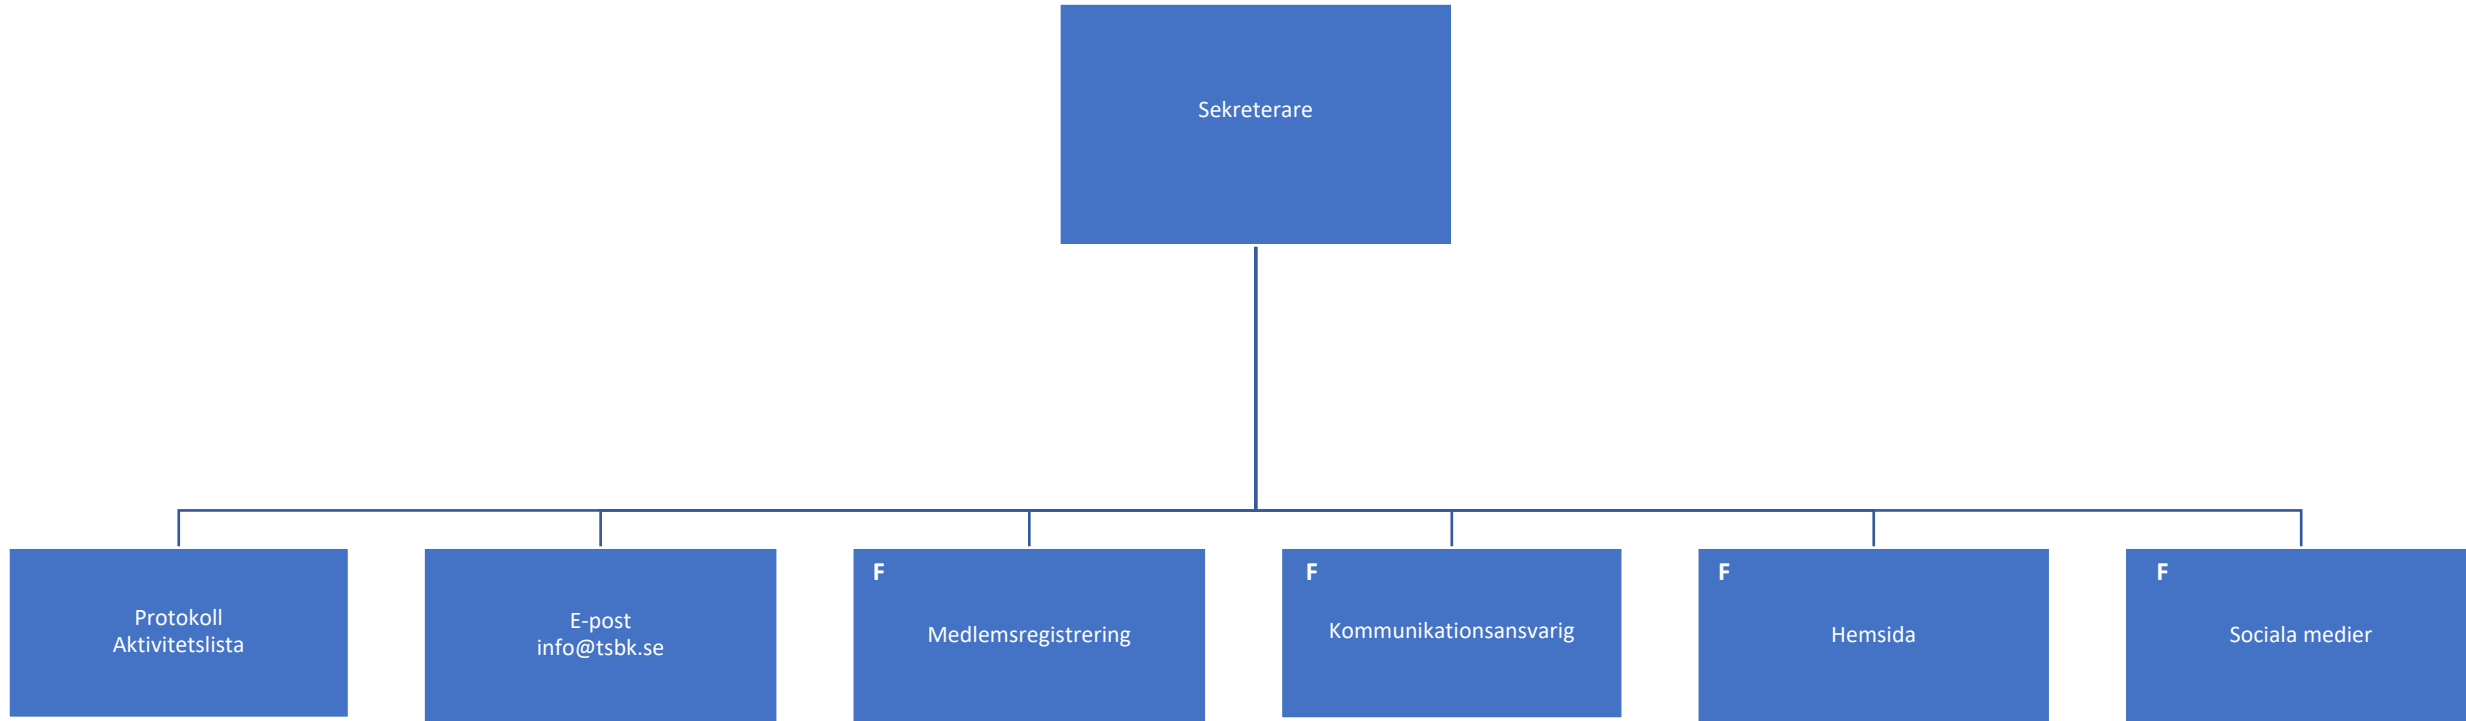 Sekreterare
Protokoll
Aktivitetslista
E-post
info@tsbk.se
F
Medlemsregistrering
F
Kommunikationsansvarig
F
Hemsida
F
Sociala medier